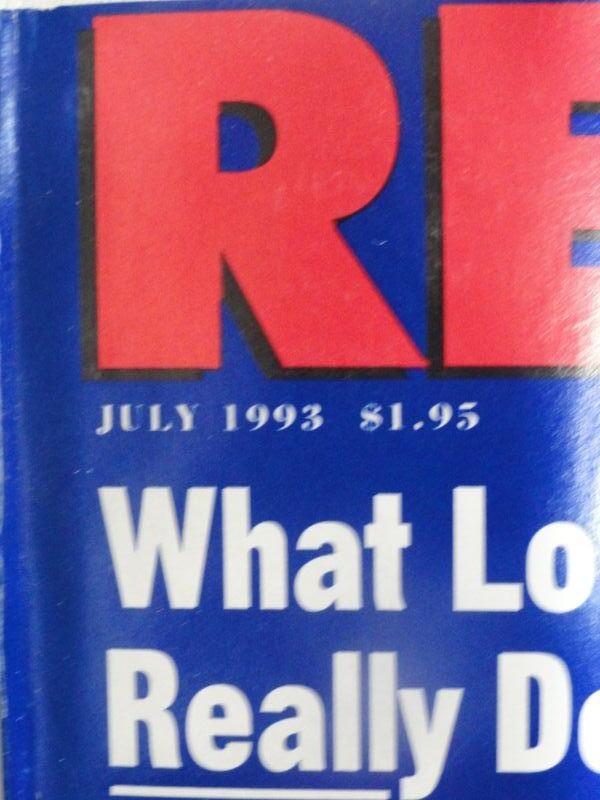 RE
JULY 1993 $1.95
What Lo
Really D